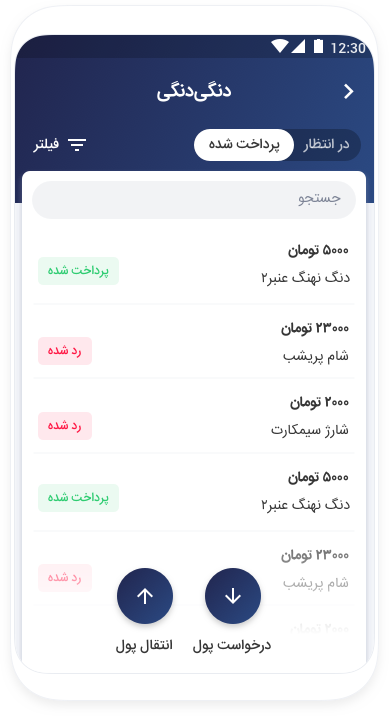 12:30
دنگی‌دنگی
در انتظار
پرداخت شده
فیلتر
جستجو
۵۰۰۰ تومان
دنگ نهنگ عنبر۲
پرداخت شده
۲۳۰۰۰ تومان
شام پریشب
رد شده
۲۰۰۰ تومان
شارژ سیمکارت
رد شده
۵۰۰۰ تومان
دنگ نهنگ عنبر۲
پرداخت شده
۲۳۰۰۰ تومان
شام پریشب
رد شده
۲۰۰۰ تومان
درخواست پول
انتقال پول